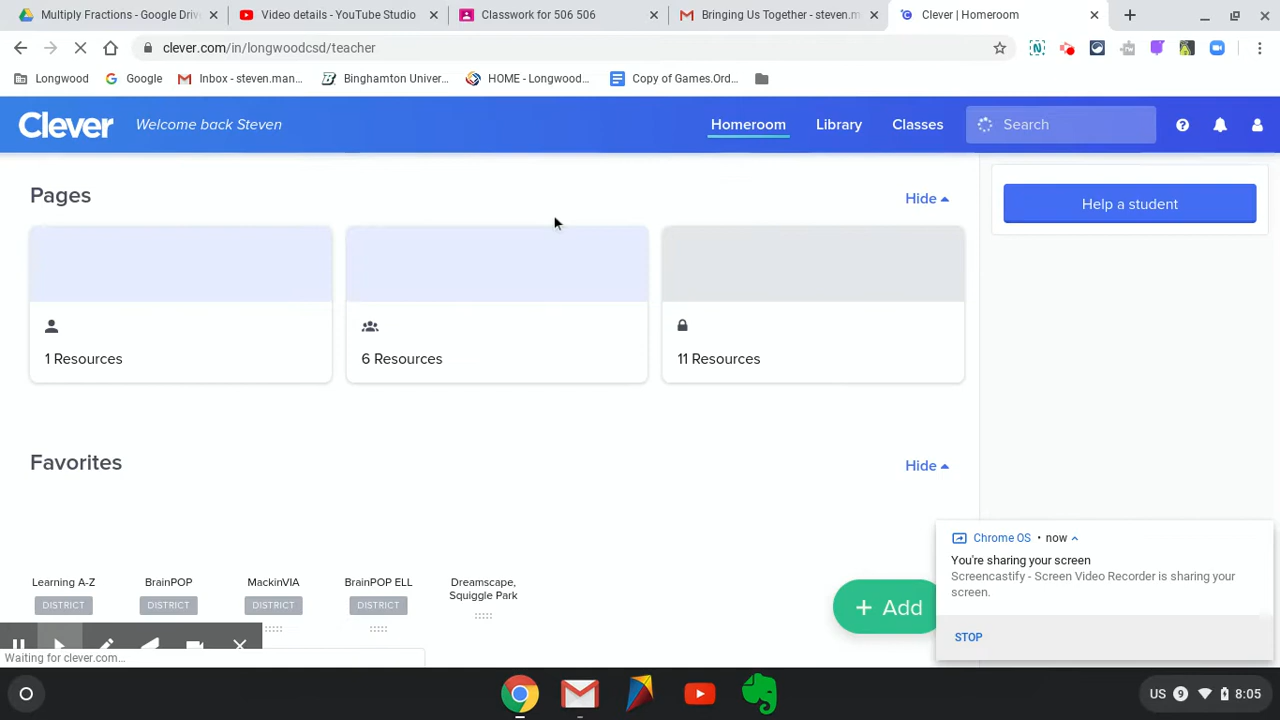 Multiply Fractions - Google Driv
Video details - YouTube Studio
Classwork for 506 506
Bringing Us Together - steven.m
Clever | Homeroom
clever.com/in/longwoodcsd/teacher
Longwood
Google
Inbox - steven.man...
Binghamton Univer...
HOME - Longwood...
Copy of Games.Ord...
Clever
Welcome back Steven
Homeroom
Library
Classes
Search
Pages
Hide
Help a student
1 Resources
6 Resources
11 Resources
Favorites
Hide
Learning A-Z
DISTRICT
BrainPOP
DISTRICT
MackinVIA
DISTRICT
BrainPOP ELL
DISTRICT
Dreamscape,
Squiggle Park
+ Add
Chrome OS • now
You're sharing your screen
Screencastify - Screen Video Recorder is sharing your
screen.
STOP
Waiting for clever.com...
US 9 8:05